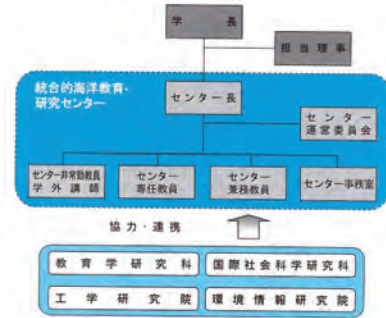 学長
担当理事
統合的海洋教育・
研究センター
センター長
センター
運営委員会
センター非常勤教員
学外講師
センター
専任教員
センター
兼務教員
センター事務室
協力・連携
教育学研究科
国際社会科学研究科
工学研究院
環境情報研究院